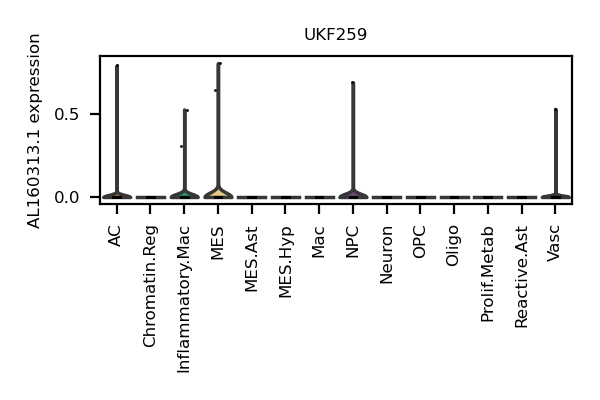 UKF259
AL160313.1 expression
0.5
0.0
AC
Chromatin.Reg
Inflammatory.Mac
MES
MES.Ast
MES.Hyp
Mac
NPC
Neuron
OPC
Oligo
Prolif.Metab
Reactive.Ast
Vasc